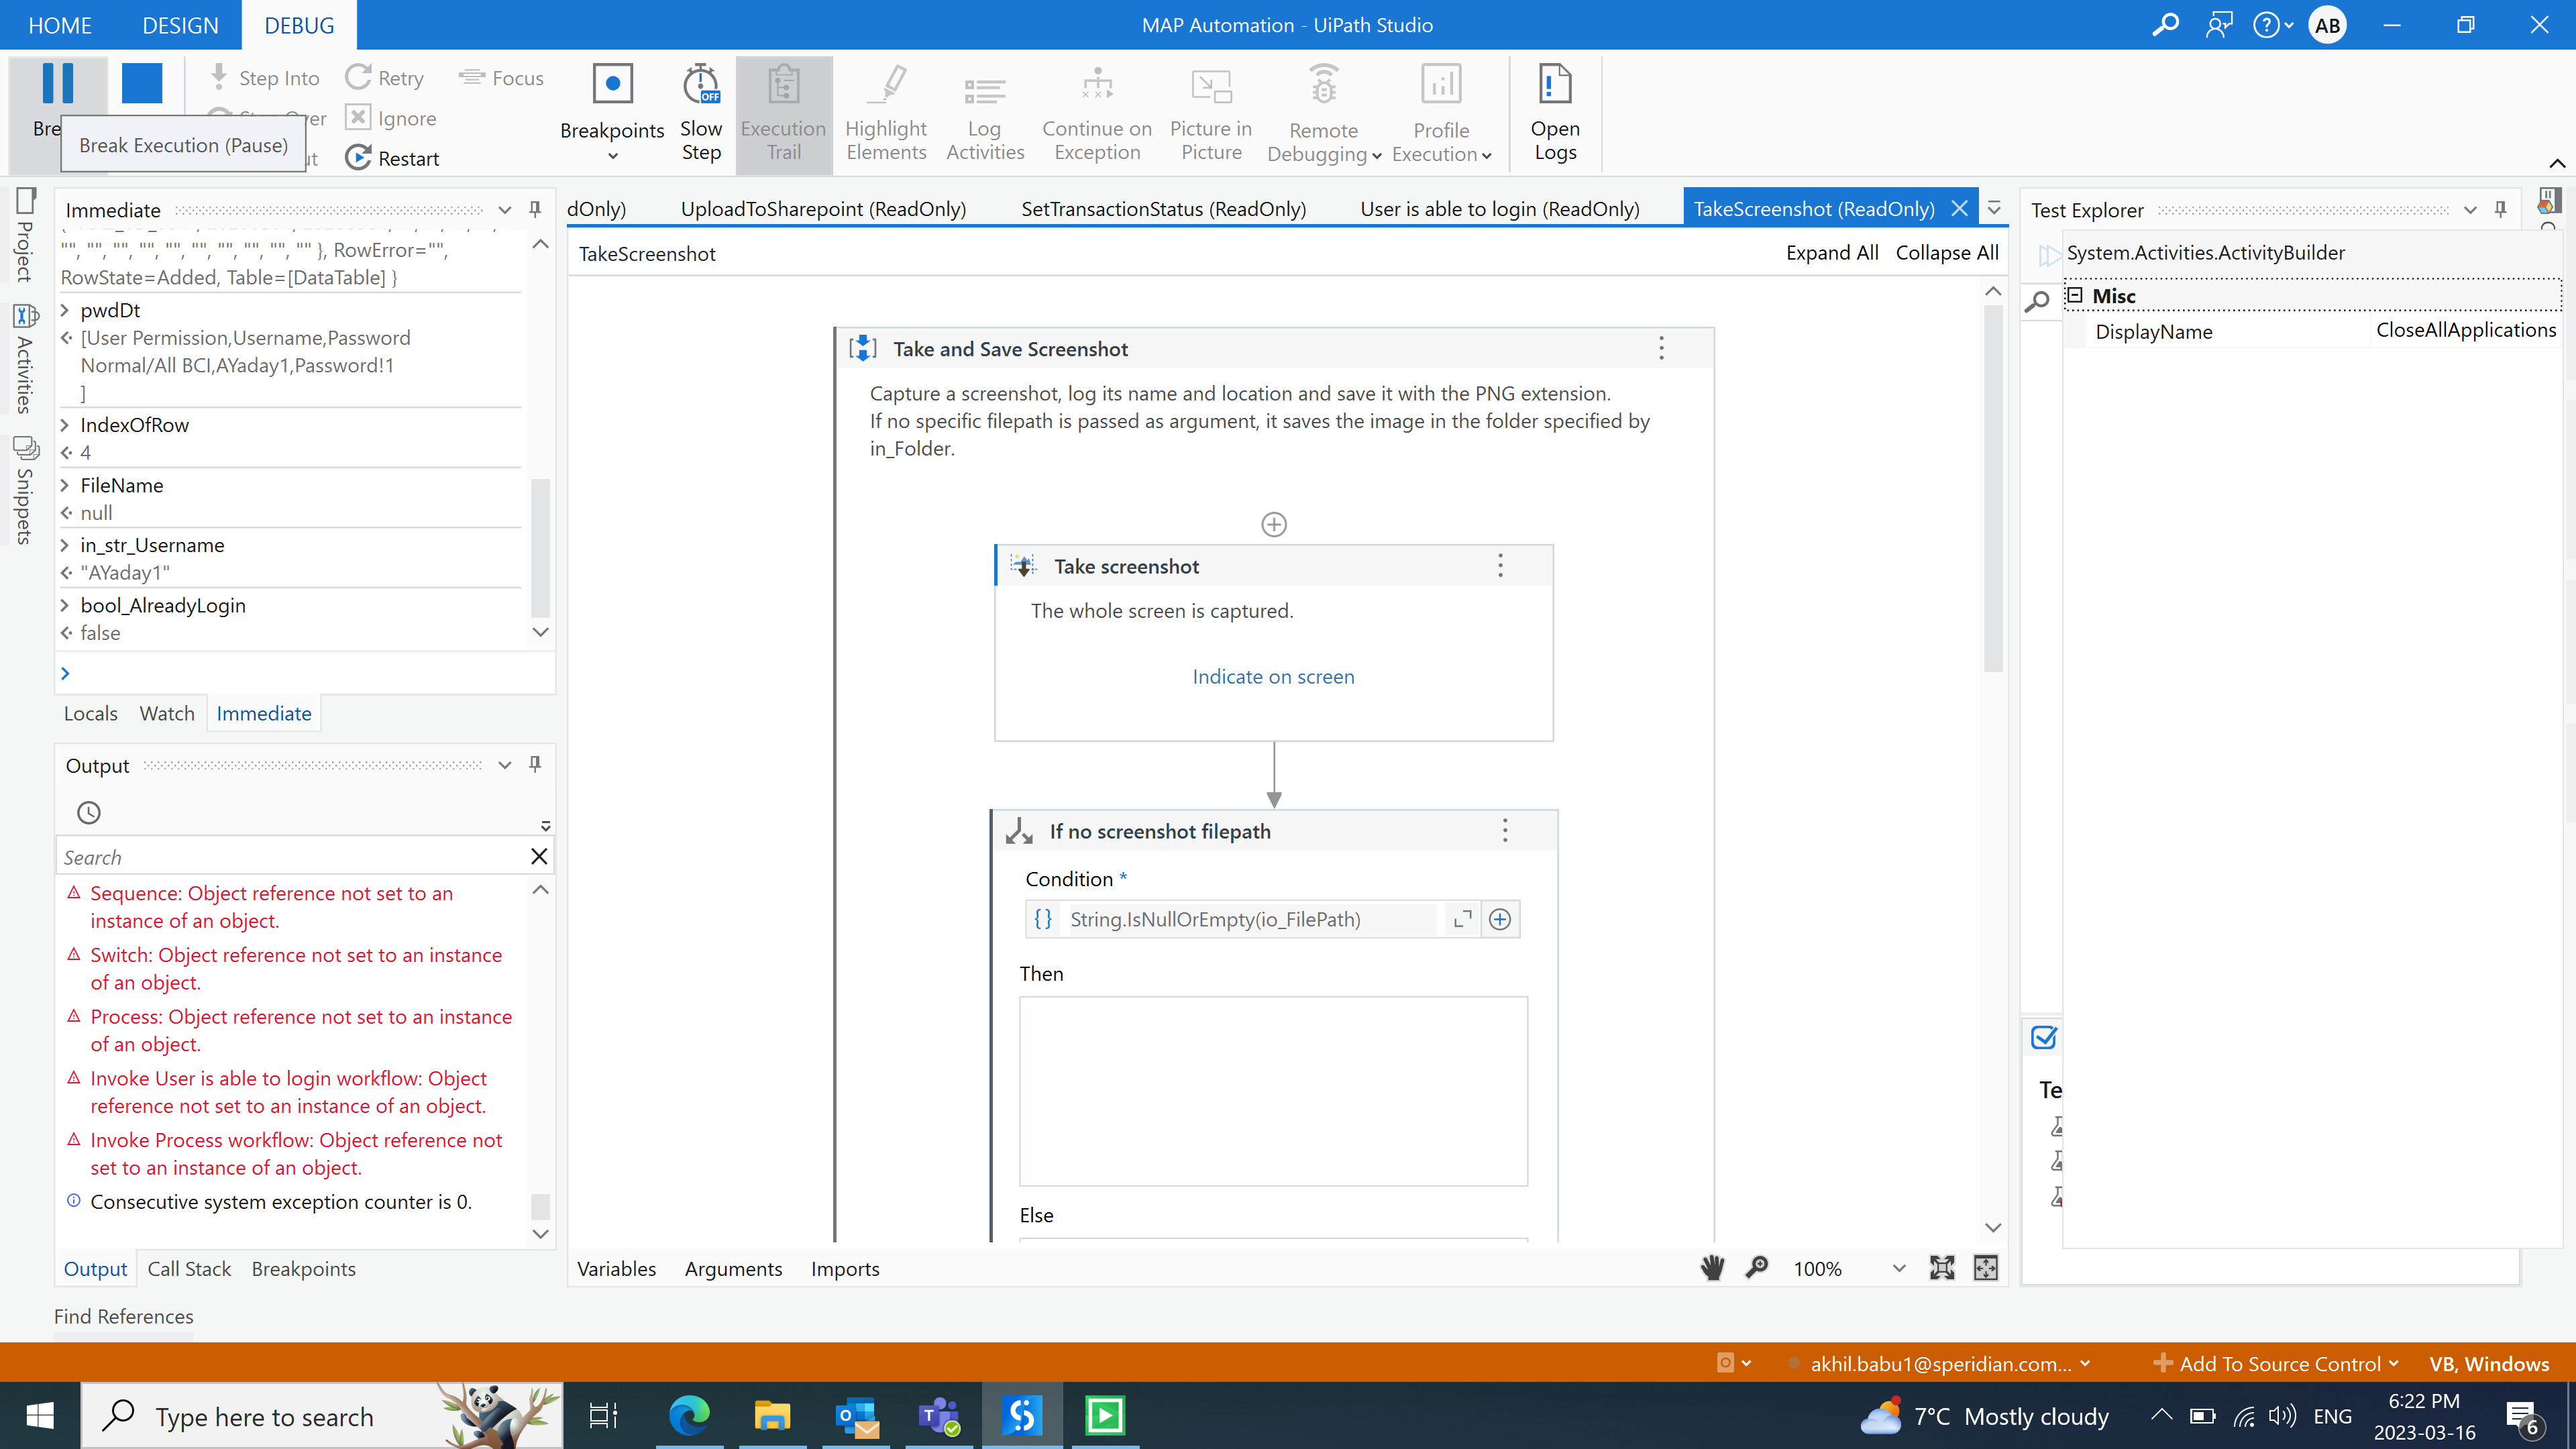 HOME DESIGN DEBUG
MAP Automation - UiPath Studio
AB
Step Into
Retry
Focus
Ignore
Restart
Break Execution (Pause)
Breakpoints
Slow Step
OFF
Execution Trail
Highlight Elements
Log Activities
Continue on Exception
Picture in Picture
Remote Debugging
Profile Execution
Open Logs
Project
Activities
Snippets
Immediate
"", "", "", "", "", "", "", "", "", "" }, RowError="",
RowState=Added, Table=[DataTable] }
pwdDt
[User Permission,Username,Password
Normal/All BCI,AYaday1,Password!1
]
IndexOfRow
4
FileName
null
in_str_Username
"AYaday1"
bool_AlreadyLogin
false
Locals Watch Immediate
Output
Search
Sequence: Object reference not set to an
instance of an object.
Switch: Object reference not set to an instance
of an object.
Process: Object reference not set to an instance
of an object.
Invoke User is able to login workflow: Object
reference not set to an instance of an object.
Invoke Process workflow: Object reference not
set to an instance of an object.
Consecutive system exception counter is 0.
Output Call Stack Breakpoints
Find References
dOnly) UploadToSharepoint (ReadOnly) SetTransactionStatus (ReadOnly) User is able to login (ReadOnly) TakeScreenshot (ReadOnly)
TakeScreenshot
Expand All Collapse All
Take and Save Screenshot
Capture a screenshot, log its name and location and save it with the PNG extension.
If no specific filepath is passed as argument, it saves the image in the folder specified by
in_Folder.
Take screenshot
The whole screen is captured.
Indicate on screen
If no screenshot filepath
Condition *
String.IsNullOrEmpty(io_FilePath)
Then
Else
Variables Arguments Imports
100%
Test Explorer
System.Activities.ActivityBuilder
Misc
DisplayName CloseAllApplications
Te
akhil.babu1@speridian.com...
Add To Source Control
VB, Windows
Type here to search
7°C Mostly cloudy
ENG
6:22 PM
2023-03-16
6